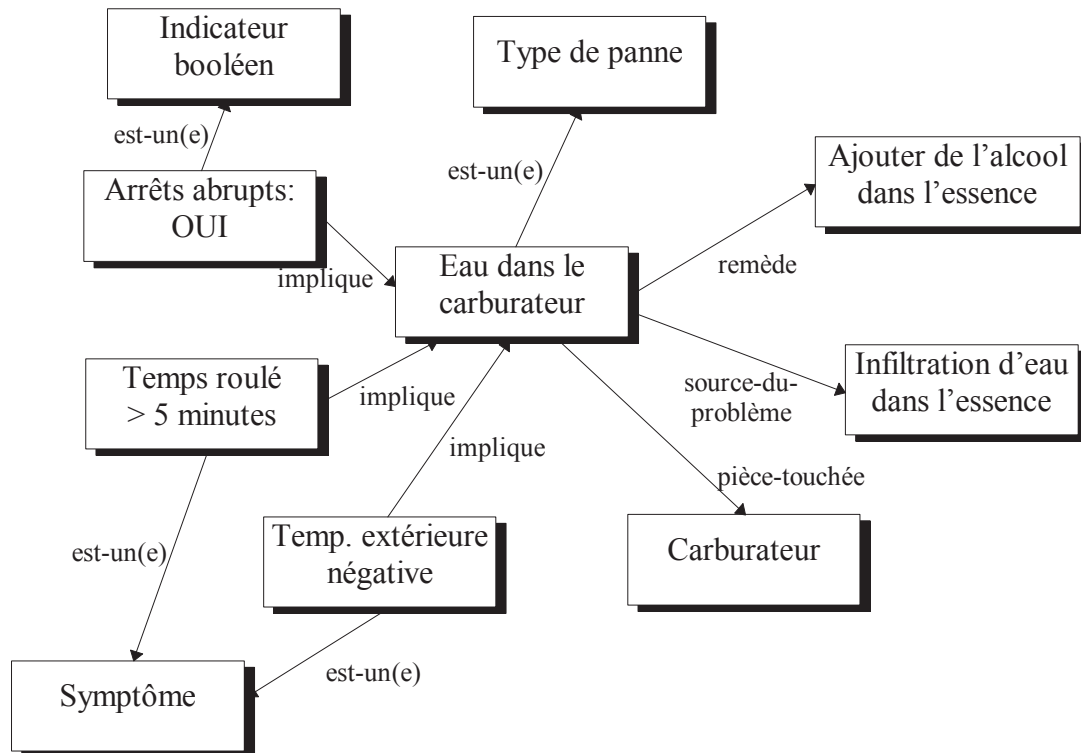 Indicateur
booléen
Type de panne
est-un(e)
est-un(e)
Ajouter de l’alcool
dans l’essence
Arrêts abrupts:
OUI
implique
Eau dans le
carburateur
remède
Temps roulé
> 5 minutes
implique
source-du-
problème
Infiltration d’eau
dans l’essence
implique
pièce-touchée
est-un(e)
Temp. extérieure
négative
Carburateur
est-un(e)
Symptôme